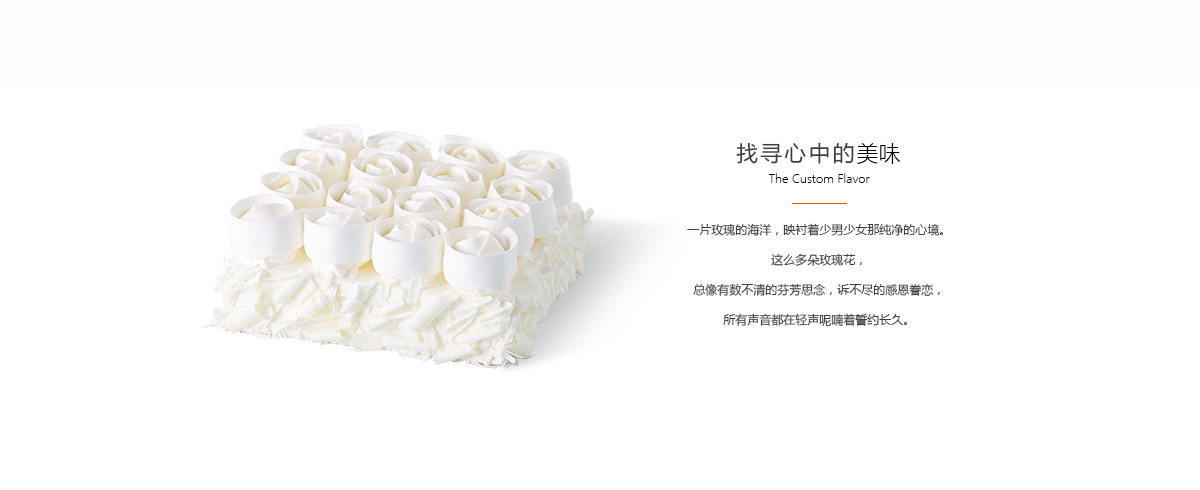 找寻心中的美味
The Custom Flavor
一片玫瑰的海洋，映衬着少男少女那纯净的心境。
这么多朵玫瑰花，
总像有数不清的芬芳思念，诉不尽的感恩眷恋，
所有声音都在轻声呢喃着誓约长久。